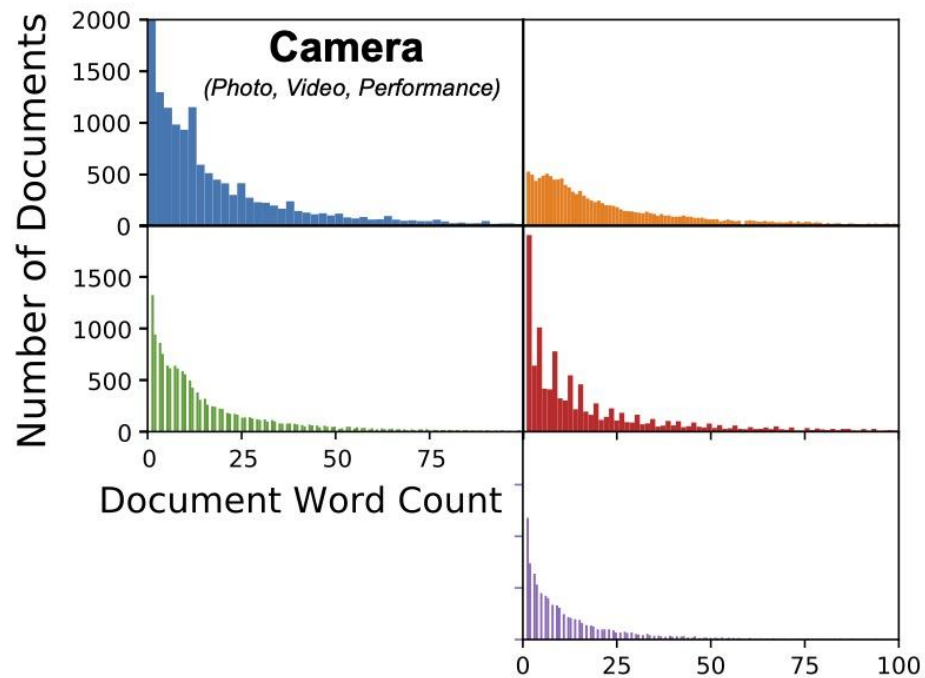 Number of Documents
2000
1500
1000
500
0
Camera
(Photo, Video, Performance)
1500
1000
500
0
0 25 50 75
Document Word Count
0 25 50 75 100